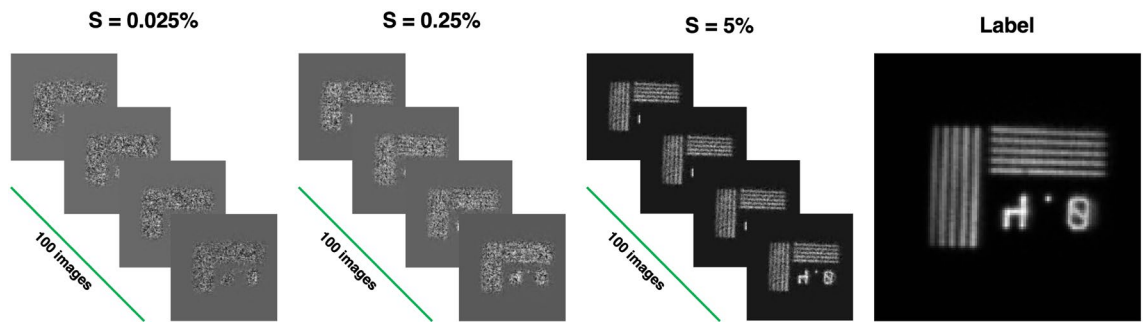 S = 0.025%
S = 0.25%
S = 5%
Label
100 images
100 images
100 images